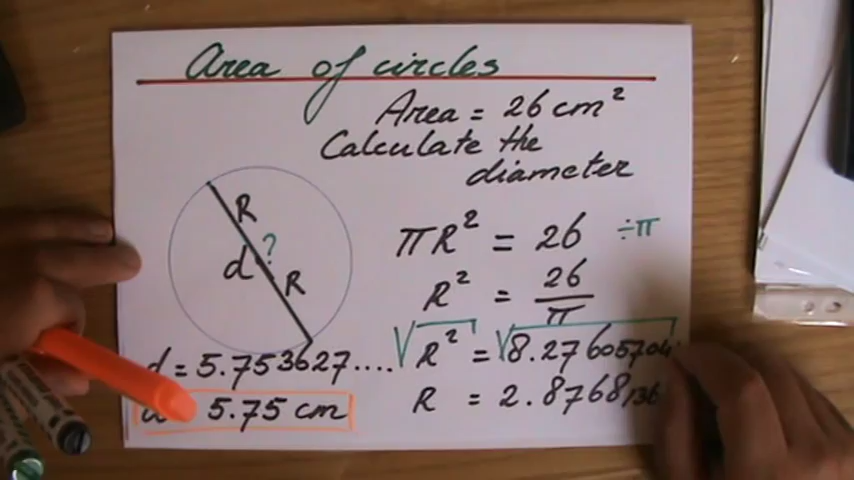 Area of circles
Area = 26 cm²
Calculate the
diameter
R
d ?
R
πR² = 26 ÷π
R² = 26/π
√R² = √8.27605704
R = 2.8768136
d = 5.753627....
d 5.75 cm